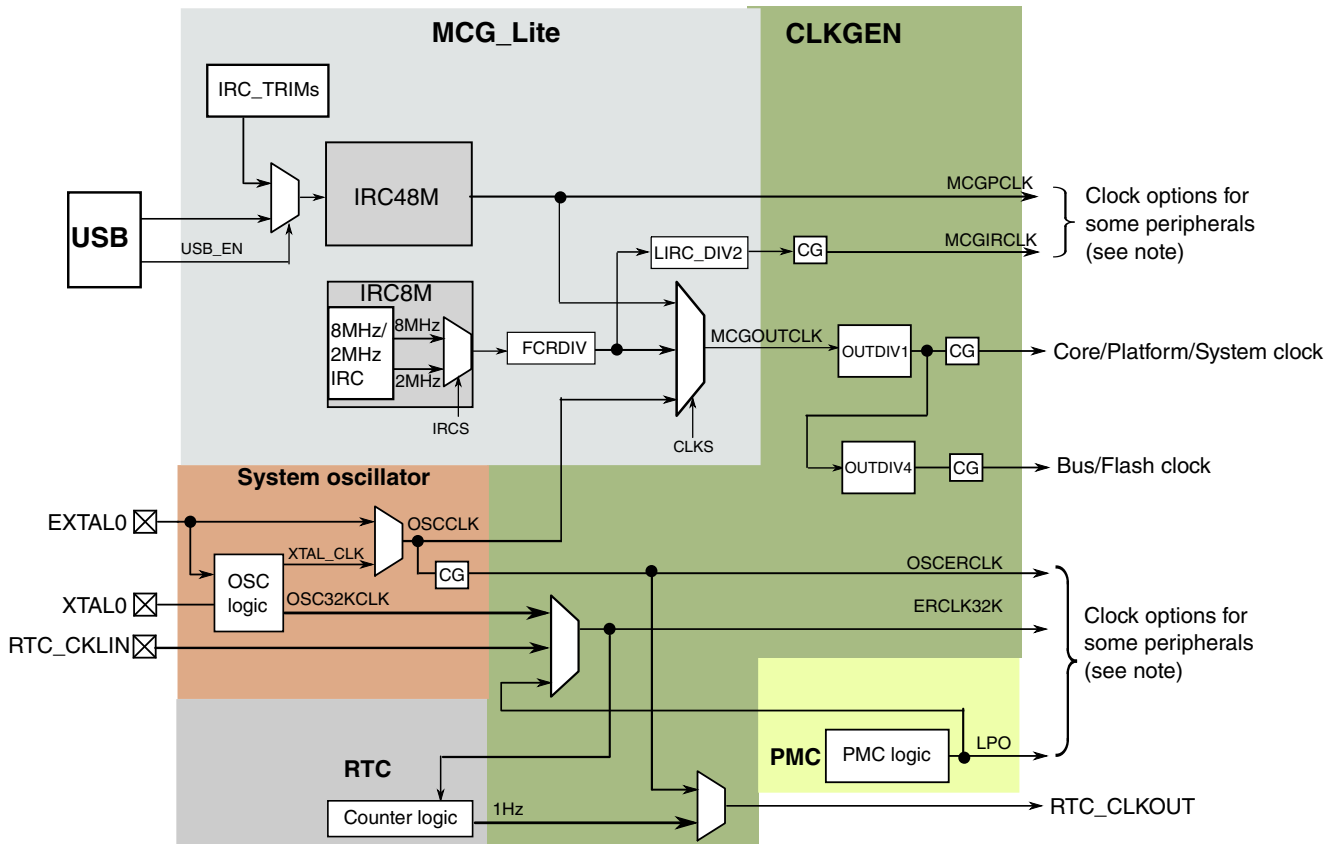 MCG_Lite
CLKGEN
IRC_TRIMs
IRC48M
MCGPCLK
Clock options for
some peripherals
(see note)
USB
USB_EN
MCGIRCLK
LIRC_DIV2
CG
IRC8M
8MHz/
2MHz
IRC
8MHz
2MHz
FCRDIV
MCGOUTCLK
OUTDIV1
CG
Core/Platform/System clock
IRCS
CLKS
OUTDIV4
CG
Bus/Flash clock
System oscillator
EXTAL0
OSCCLK
XTAL_CLK
OSC
logic
CG
OSCERCLK
XTAL0
OSC32KCLK
ERCLK32K
Clock options for
some peripherals
(see note)
RTC_CKLIN
RTC
PMC
PMC logic
LPO
Counter logic
1Hz
RTC_CLKOUT